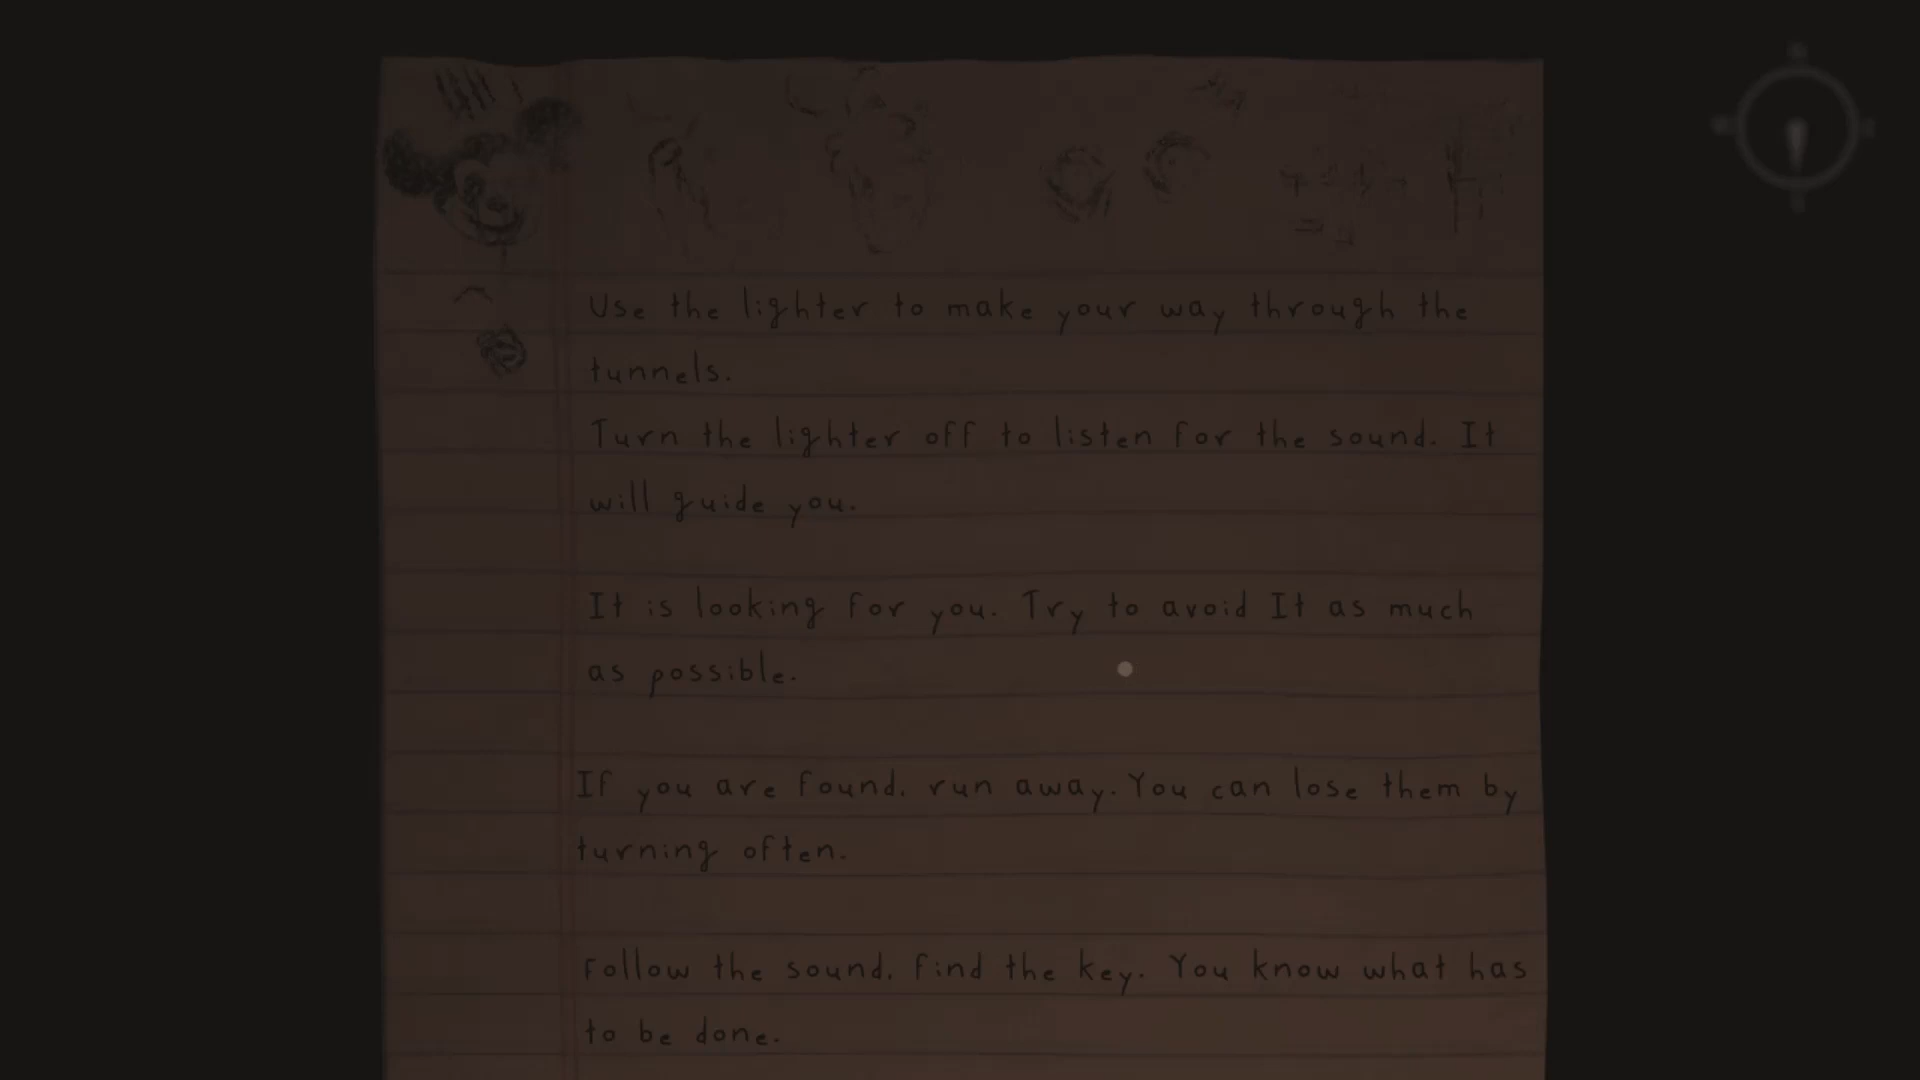 Use the lighter to make your way through the
tunnels.
Turn the lighter off to listen for the sound. It
will guide you.
It is looking for you. Try to avoid It as much
as possible.
If you are found, run away. You can lose them by
turning often.
Follow the sound, find the key. You know what has
to be done.